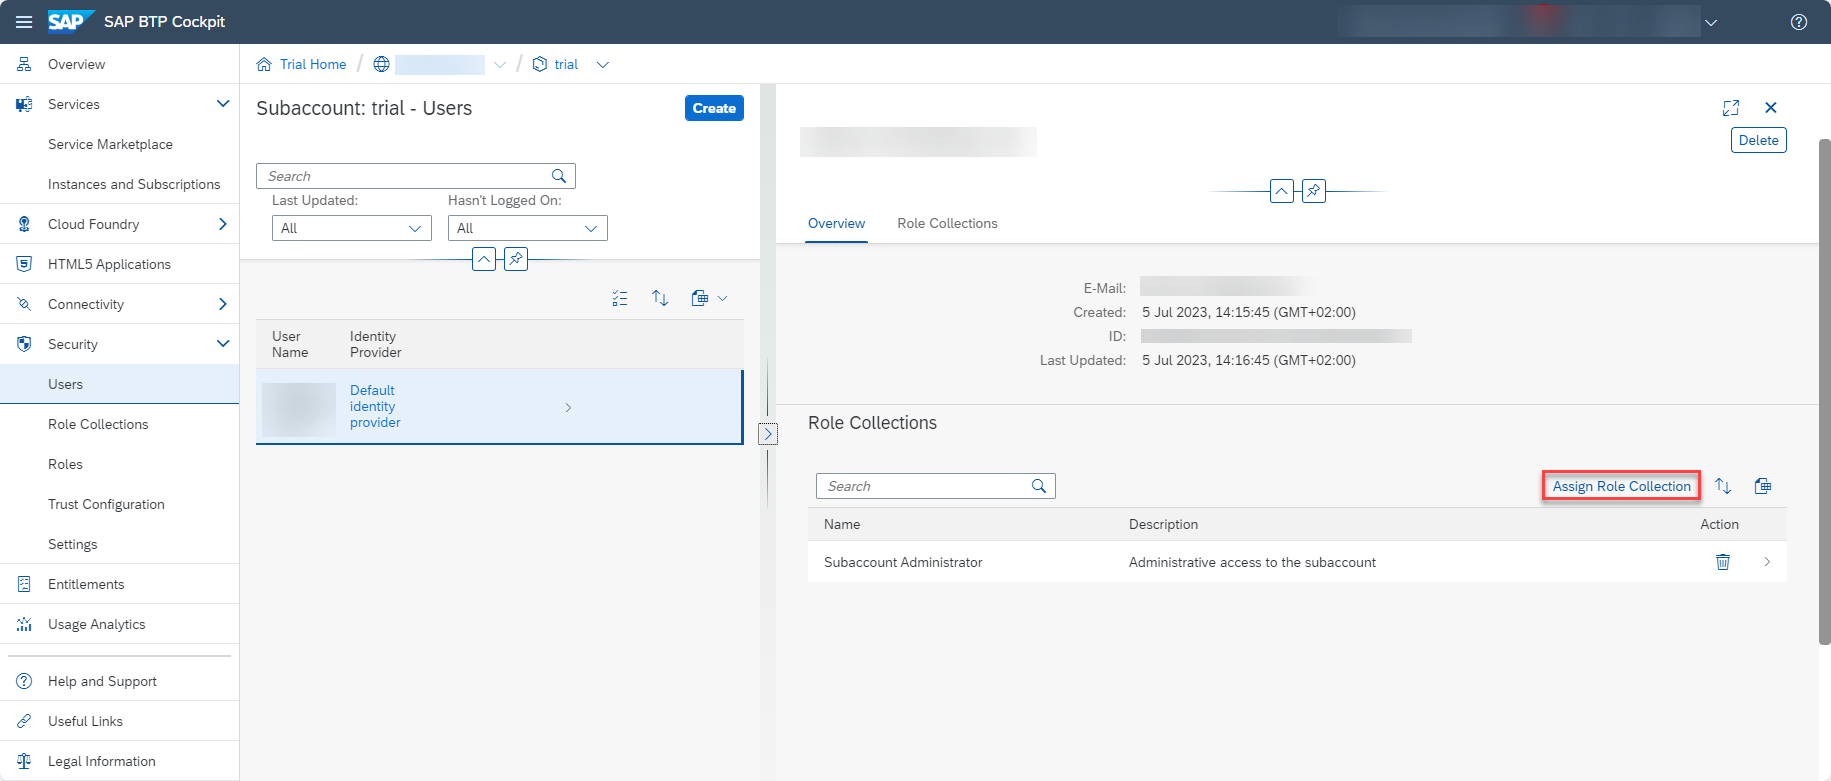 SAP SAP BTP Cockpit
Overview
Services
Service Marketplace
Instances and Subscriptions
Cloud Foundry
HTML5 Applications
Connectivity
Security
Users
Role Collections
Roles
Trust Configuration
Settings
Entitlements
Usage Analytics
Help and Support
Useful Links
Legal Information
Trial Home / / trial
Subaccount: trial - Users
Create
Search
Last Updated:
Hasn't Logged On:
All
All
User Name
Identity Provider
Default
identity
provider
Delete
Overview
Role Collections
E-Mail:
Created: 5 Jul 2023, 14:15:45 (GMT+02:00)
ID:
Last Updated: 5 Jul 2023, 14:16:45 (GMT+02:00)
Role Collections
Search
Assign Role Collection
Name Description Action
Subaccount Administrator Administrative access to the subaccount